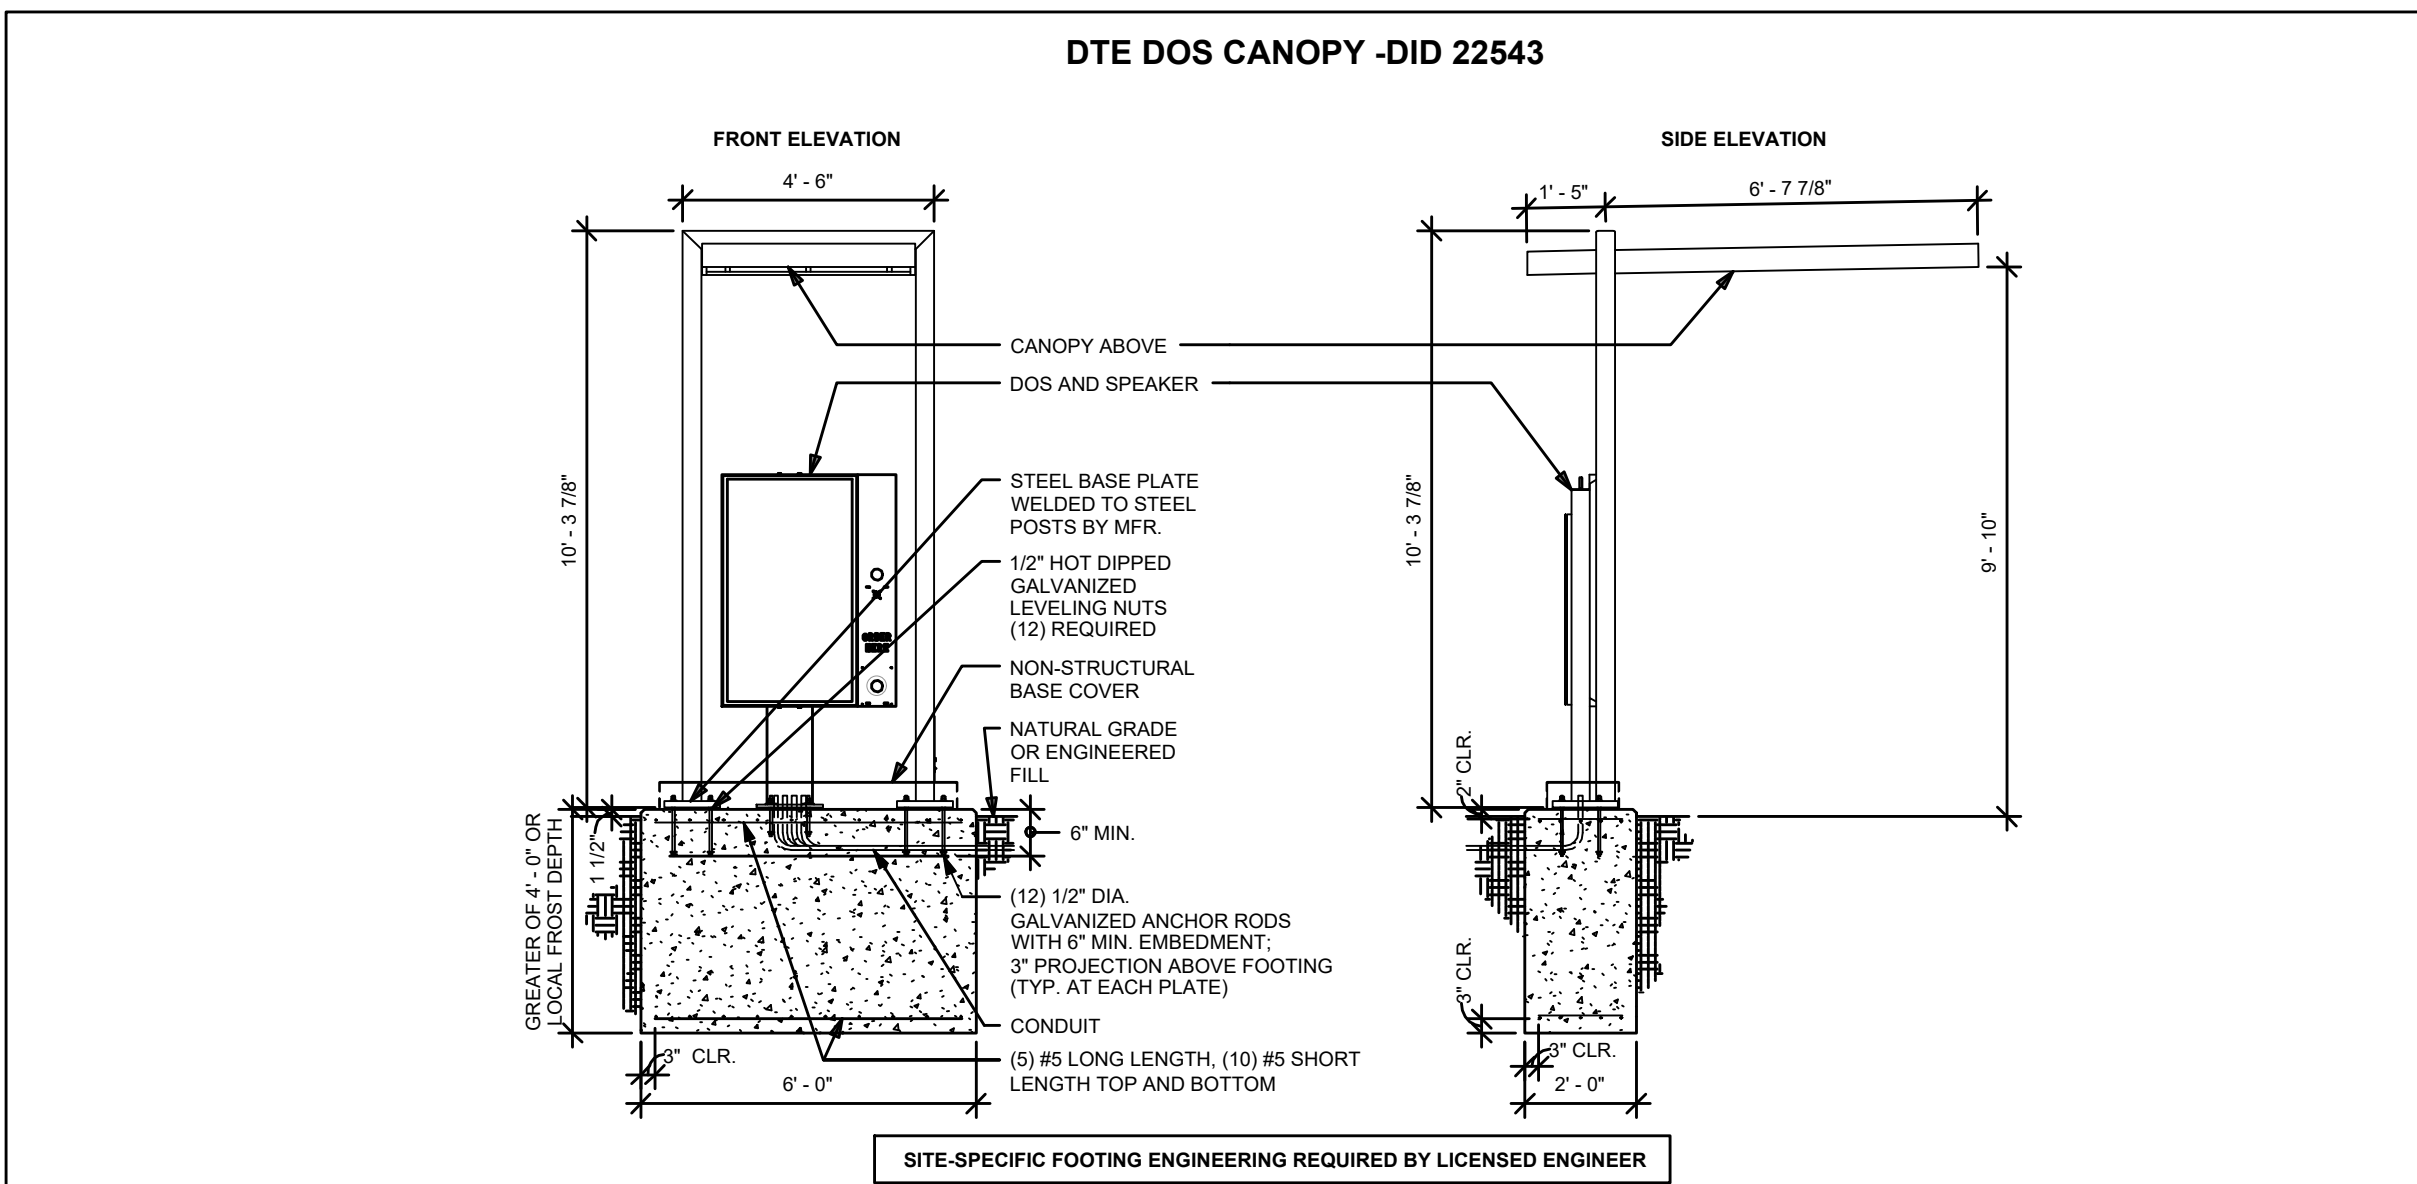 DTE DOS CANOPY -DID 22543
FRONT ELEVATION
SIDE ELEVATION
4' - 6"
1' - 5"
6' - 7 7/8"
CANOPY ABOVE
DOS AND SPEAKER
10' - 3 7/8"
10' - 3 7/8"
9' - 10"
STEEL BASE PLATE
WELDED TO STEEL
POSTS BY MFR.
1/2" HOT DIPPED
GALVANIZED
LEVELING NUTS
(12) REQUIRED
ORDER
HERE
NON-STRUCTURAL
BASE COVER
NATURAL GRADE
OR ENGINEERED
FILL
2" CLR.
6" MIN.
1 1/2"
GREATER OF 4' - 0" OR
LOCAL FROST DEPTH
(12) 1/2" DIA.
GALVANIZED ANCHOR RODS
WITH 6" MIN. EMBEDMENT;
3" PROJECTION ABOVE FOOTING
(TYP. AT EACH PLATE)
3" CLR.
CONDUIT
(5) #5 LONG LENGTH, (10) #5 SHORT
LENGTH TOP AND BOTTOM
3" CLR.
6' - 0"
3" CLR.
2' - 0"
SITE-SPECIFIC FOOTING ENGINEERING REQUIRED BY LICENSED ENGINEER